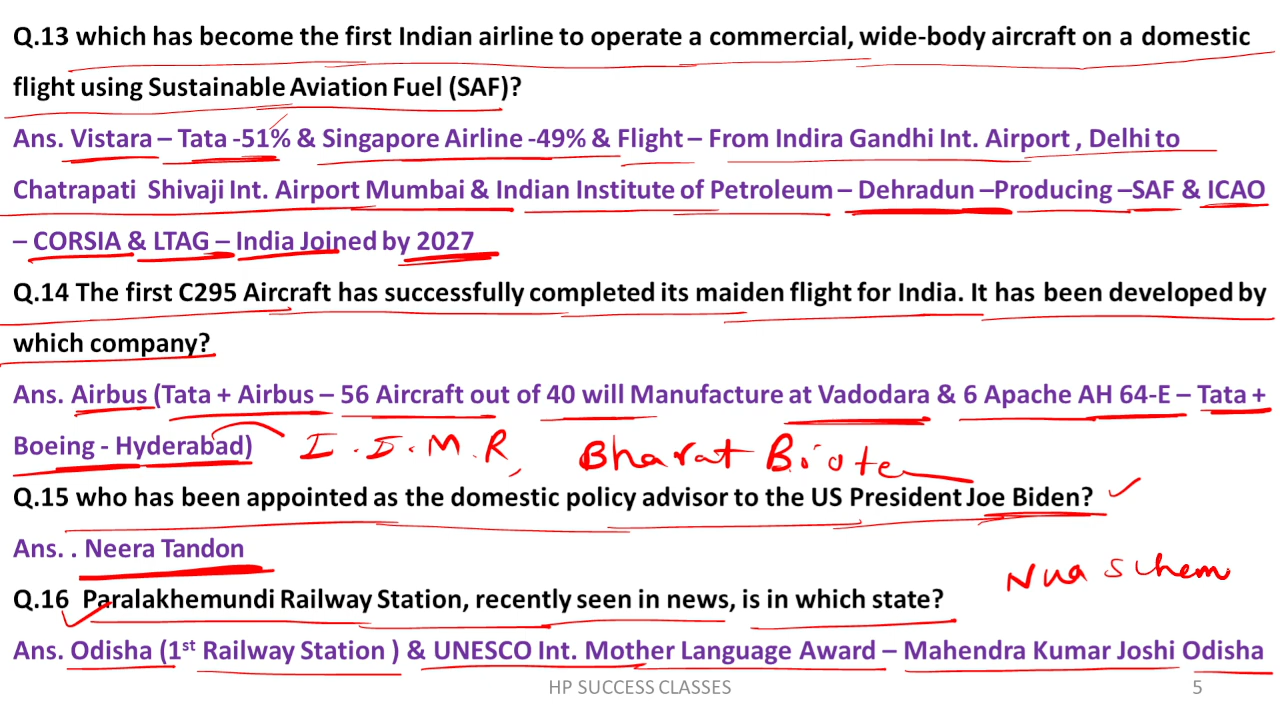 Q.13 which has become the first Indian airline to operate a commercial, wide-body aircraft on a domestic
flight using Sustainable Aviation Fuel (SAF)?
Ans. Vistara – Tata -51% & Singapore Airline -49% & Flight – From Indira Gandhi Int. Airport , Delhi to
Chatrapati Shivaji Int. Airport Mumbai & Indian Institute of Petroleum – Dehradun –Producing –SAF & ICAO
– CORSIA & LTAG – India Joined by 2027
Q.14 The first C295 Aircraft has successfully completed its maiden flight for India. It has been developed by
which company?
Ans. Airbus (Tata + Airbus – 56 Aircraft out of 40 will Manufacture at Vadodara & 6 Apache AH 64-E – Tata +
Boeing - Hyderabad)
I.I.M.R, Bharat Biote
Q.15 who has been appointed as the domestic policy advisor to the US President Joe Biden?
Ans. . Neera Tandon
Nua Schem
Q.16 Paralakhemundi Railway Station, recently seen in news, is in which state?
Ans. Odisha (1st Railway Station ) & UNESCO Int. Mother Language Award – Mahendra Kumar Joshi Odisha
HP SUCCESS CLASSES 5